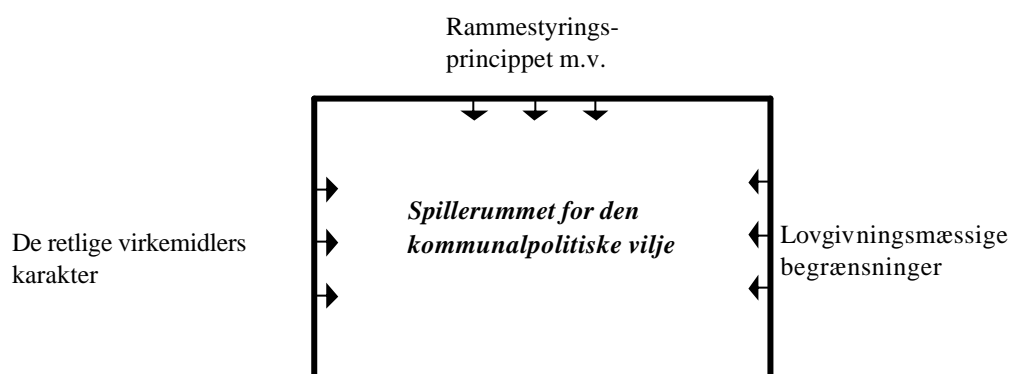 Rammestyrings-
princippet m.v.
Spillerummet for den
kommunalpolitiske vilje
De retlige virkemidlers
karakter
Lovgivningsmæssige
begrænsninger